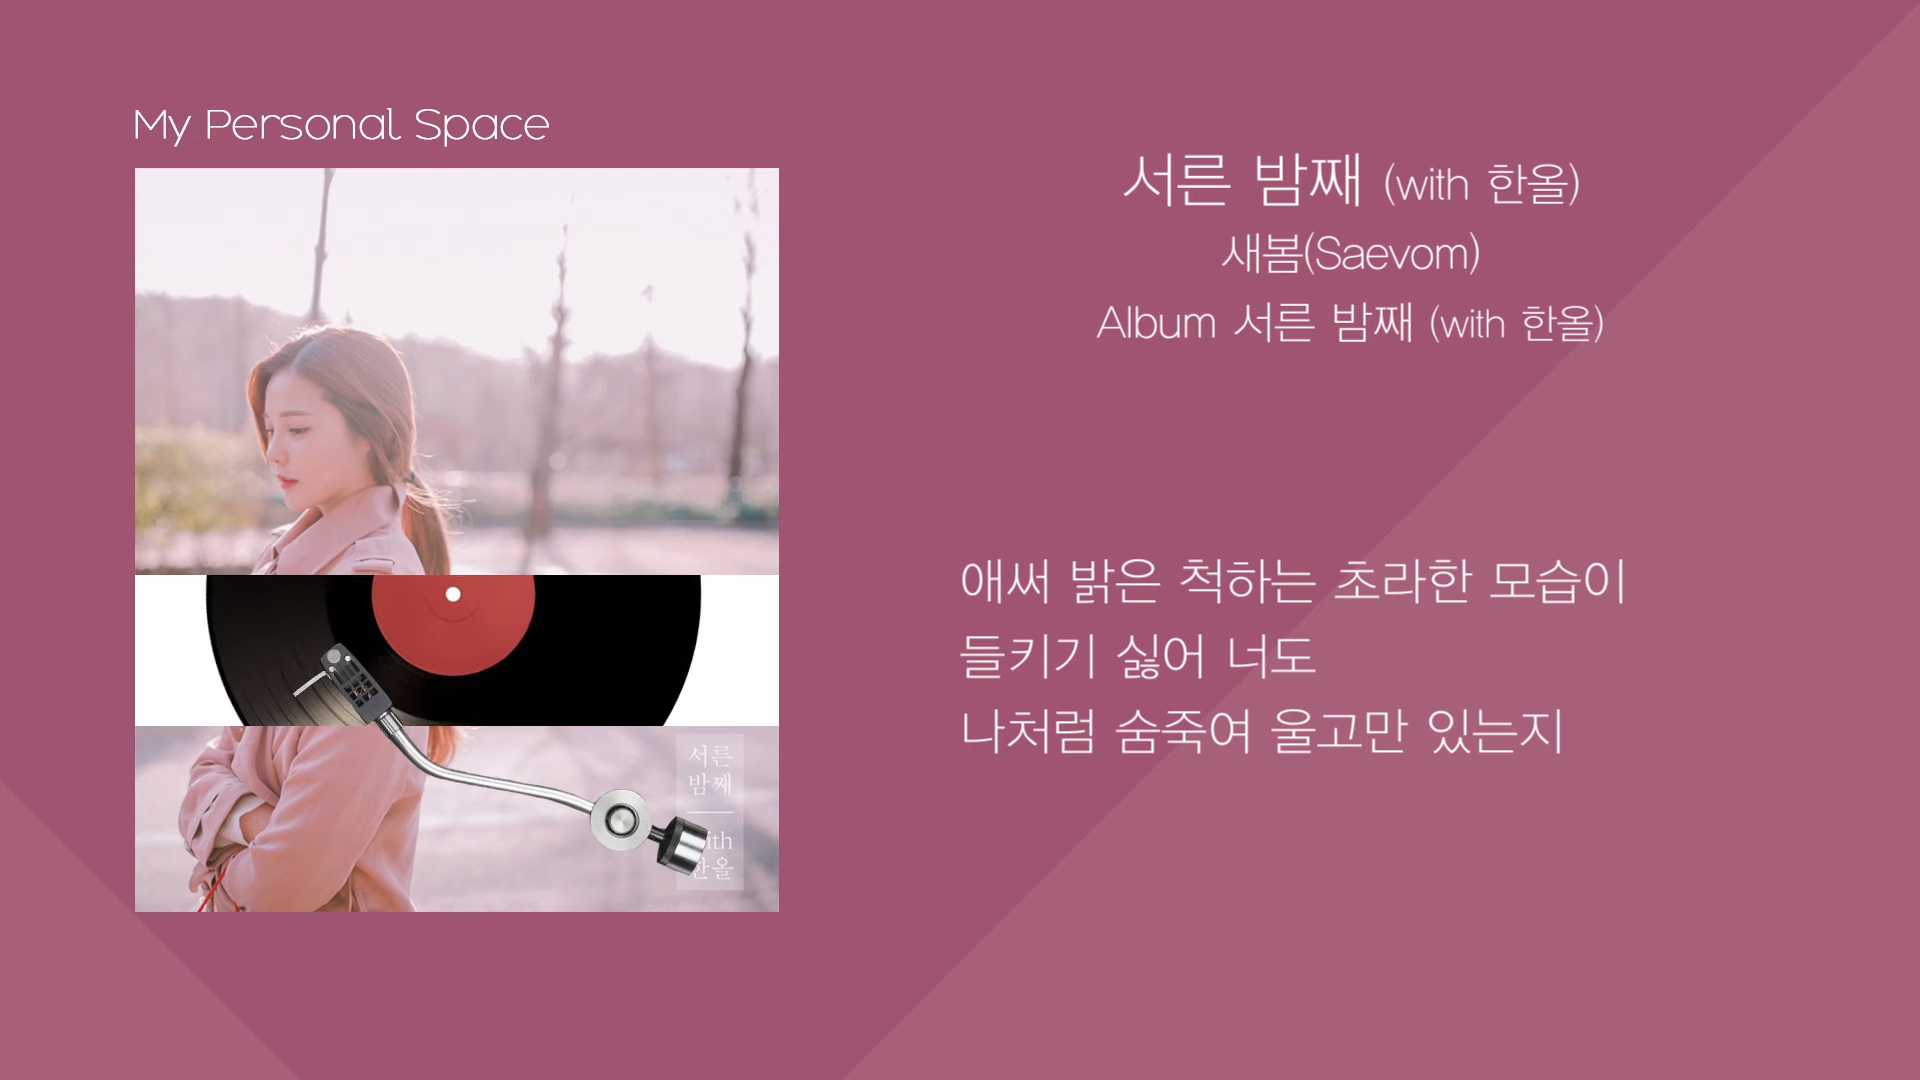 My Personal Space
서른 밤째 (with 한올)
새봄(Saevom)
Album 서른 밤째 (with 한올)
애써 밝은 척하는 초라한 모습이
들키기 싫어 너도
나처럼 숨죽여 울고만 있는지
서른
밤째
한올